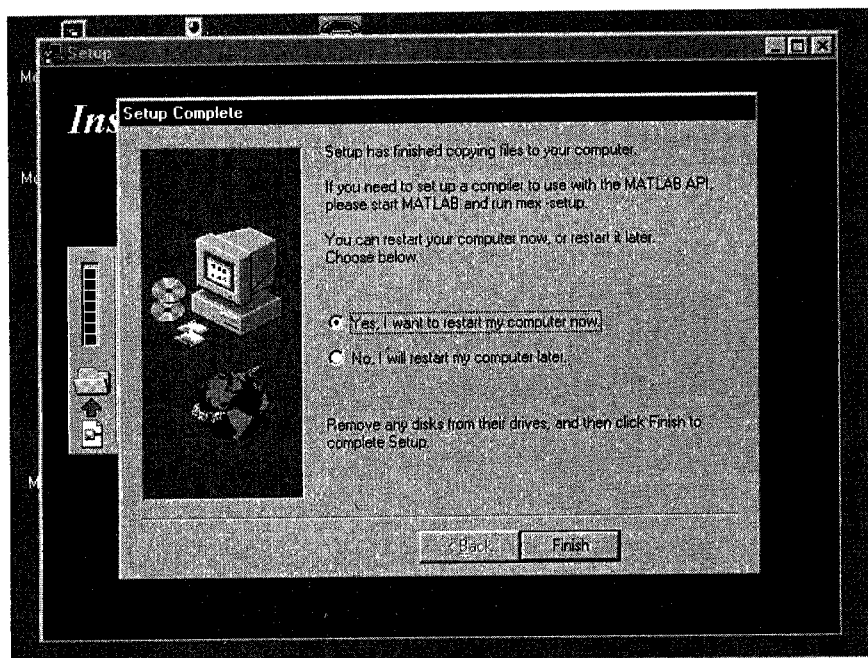 Setup
Ins
Setup Complete
Setup has finished copying files to your computer.
If you need to set up a compiler to use with the MATLAB API,
please start MATLAB and run mex -setup.
You can restart your computer now, or restart it later.
Choose below.
Yes, I want to restart my computer now.
No, I will restart my computer later.
Remove any disks from their drives, and then click Finish to
complete Setup.
< Back
Finish